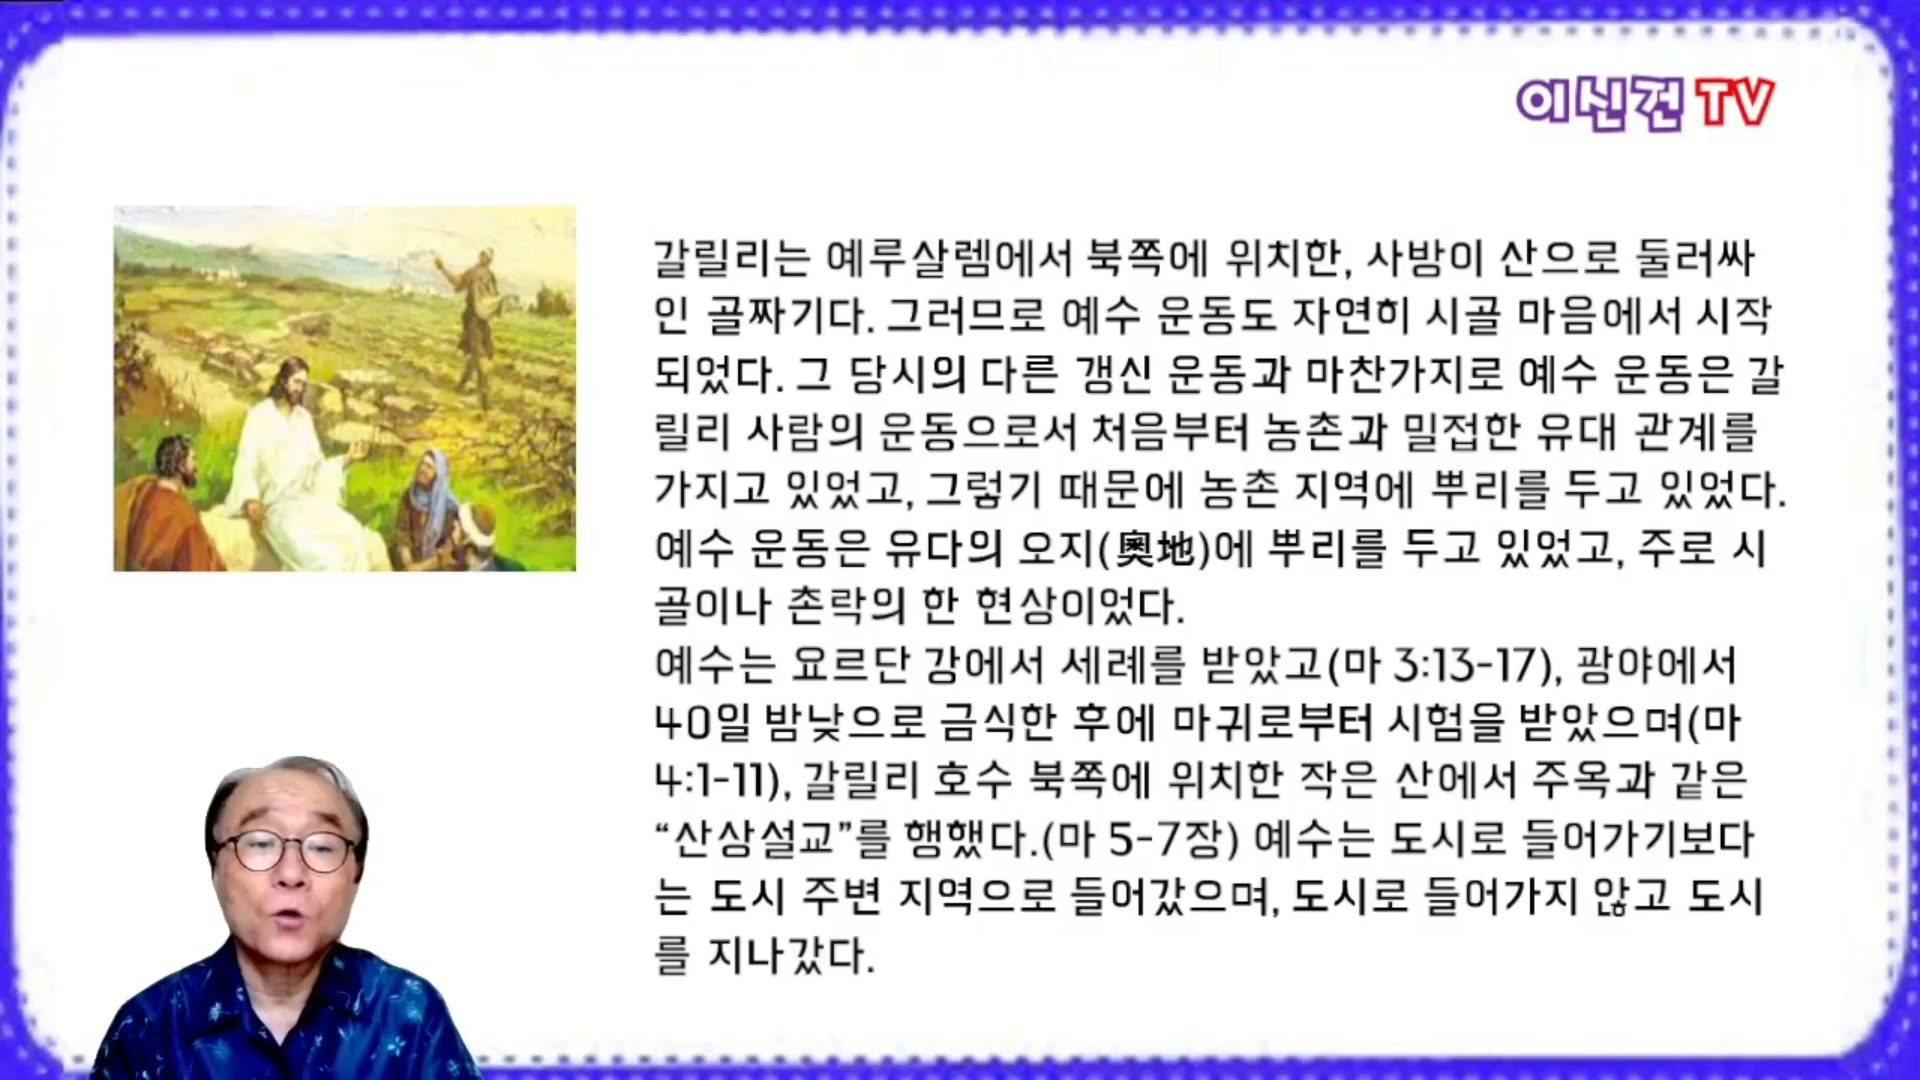 이신건 TV
갈릴리는 예루살렘에서 북쪽에 위치한, 사방이 산으로 둘러싸
인 골짜기다. 그러므로 예수 운동도 자연히 시골 마음에서 시작
되었다. 그 당시의 다른 갱신 운동과 마찬가지로 예수 운동은 갈
릴리 사람의 운동으로서 처음부터 농촌과 밀접한 유대 관계를
가지고 있었고, 그렇기 때문에 농촌 지역에 뿌리를 두고 있었다.
예수 운동은 유다의 오지(奧地)에 뿌리를 두고 있었고, 주로 시
골이나 촌락의 한 현상이었다.
예수는 요르단 강에서 세례를 받았고(마 3:13-17), 광야에서
40일 밤낮으로 금식한 후에 마귀로부터 시험을 받았으며(마
4:1-11), 갈릴리 호수 북쪽에 위치한 작은 산에서 주옥과 같은
“산상설교”를 행했다.(마 5-7장) 예수는 도시로 들어가기보다
는 도시 주변 지역으로 들어갔으며, 도시로 들어가지 않고 도시
를 지나갔다.